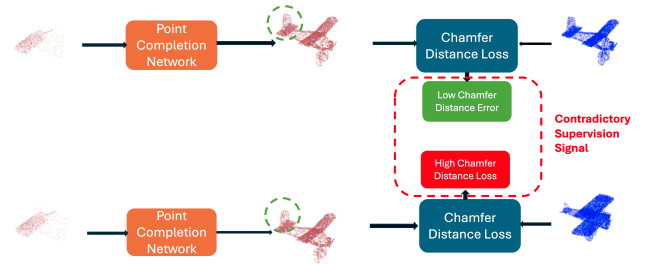 Point
Completion
Network
Chamfer
Distance Loss
Low Chamfer
Distance Error
Contradictory
Supervision
Signal
High Chamfer
Distance Loss
Point
Completion
Network
Chamfer
Distance Loss